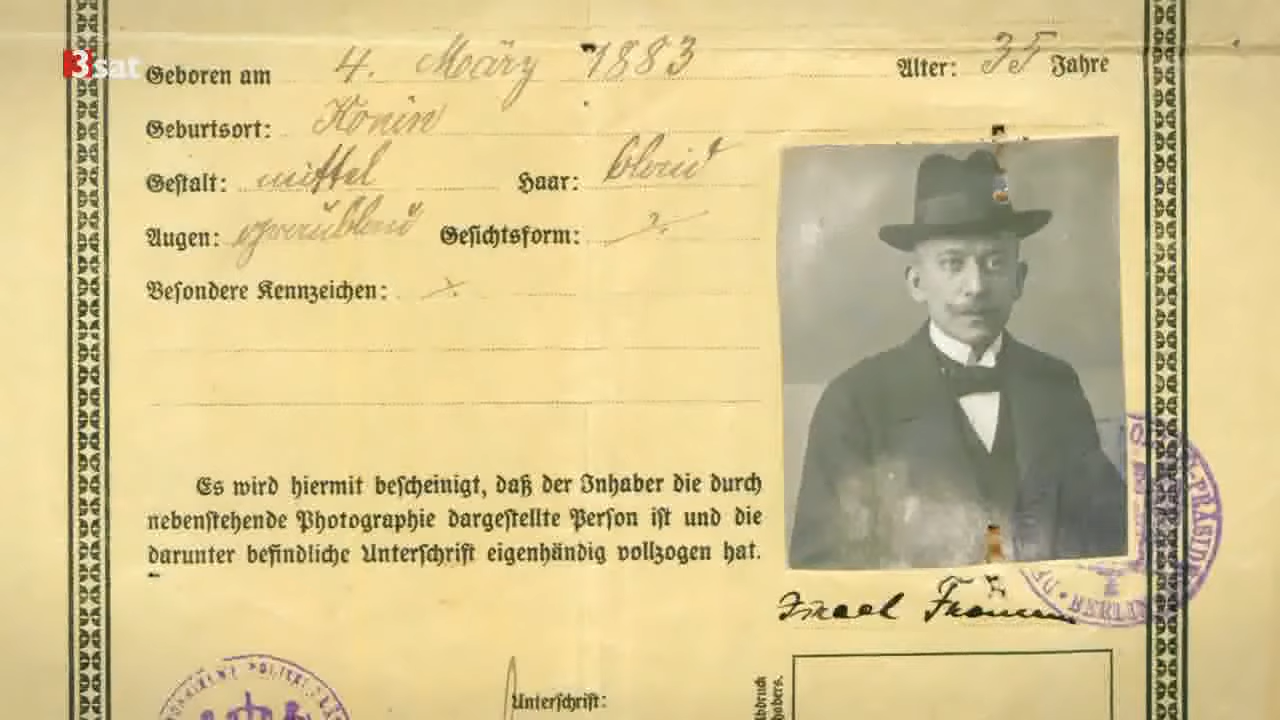 3sat
Geboren am 4. März 1883 Alter: 35 Jahre
Geburtsort: Konin
Gestalt: mittel Haar: blond
Augen: graublau Gesichtsform:
Besondere Kennzeichen:
Es wird hiermit bescheinigt, daß der Inhaber die durch
nebenstehende Photographie dargestellte Person ist und die
darunter befindliche Unterschrift eigenhändig vollzogen hat.
BERLIN
Unterschrift: